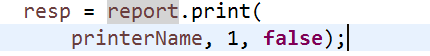 resp = report.print(
printerName, 1, false);